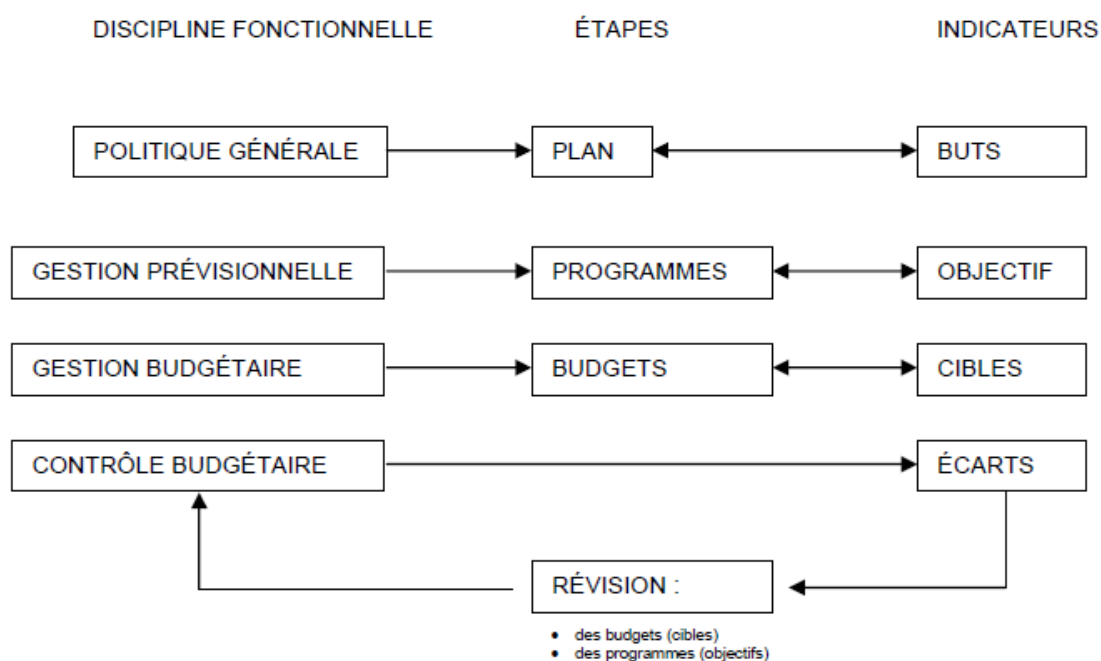 DISCIPLINE FONCTIONNELLE ÉTAPES INDICATEURS
POLITIQUE GÉNÉRALE PLAN BUTS
GESTION PRÉVISIONNELLE PROGRAMMES OBJECTIF
GESTION BUDGÉTAIRE BUDGETS CIBLES
CONTRÔLE BUDGÉTAIRE ÉCARTS
RÉVISION :
• des budgets (cibles)
• des programmes (objectifs)